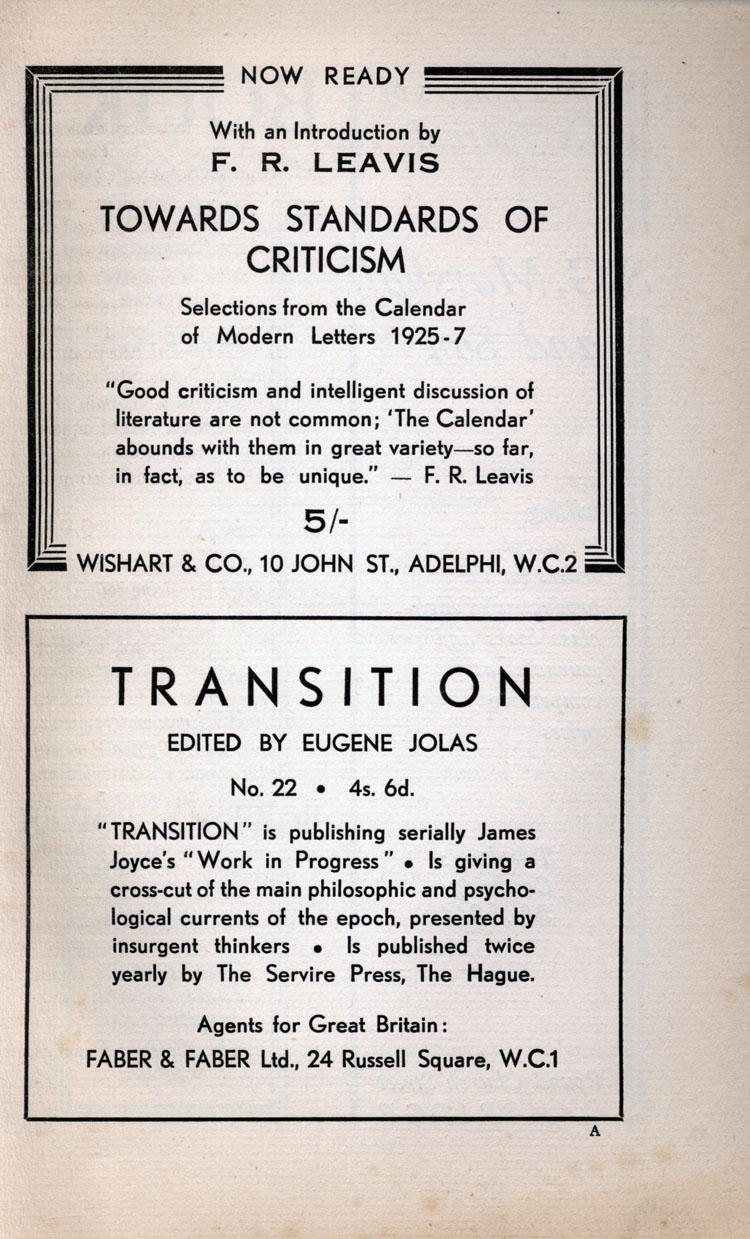 NOW READY
With an Introduction by
F. R. LEAVIS
TOWARDS STANDARDS OF
CRITICISM
Selections from the Calendar
of Modern Letters 1925-7
"Good criticism and intelligent discussion of
literature are not common; 'The Calendar'
abounds with them in great variety—so far,
in fact, as to be unique." — F. R. Leavis
5/-
WISHART & CO., 10 JOHN ST., ADELPHI, W.C.2
TRANSITION
EDITED BY EUGENE JOLAS
No. 22 • 4s. 6d.
"TRANSITION" is publishing serially James
Joyce's "Work in Progress" • Is giving a
cross-cut of the main philosophic and psycho-
logical currents of the epoch, presented by
insurgent thinkers • Is published twice
yearly by The Servire Press, The Hague.
Agents for Great Britain:
FABER & FABER Ltd., 24 Russell Square, W.C.1
A